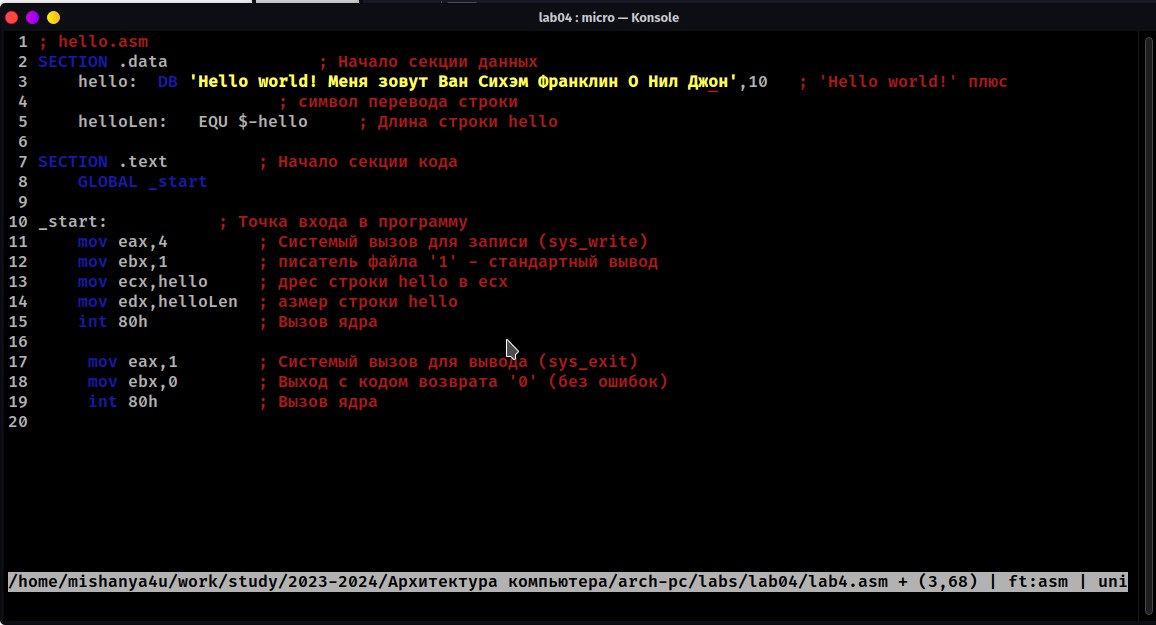 lab04 : micro — Konsole
1 ; hello.asm
2 SECTION .data ; Начало секции данных
3 hello: DB 'Hello world! Меня зовут Ван Сихэм Франклин О Нил Джон',10 ; 'Hello world!' плюс
4 ; символ перевода строки
5 helloLen: EQU $-hello ; Длина строки hello
6
7 SECTION .text ; Начало секции кода
8 GLOBAL _start
9
10 _start: ; Точка входа в программу
11 mov eax,4 ; Системый вызов для записи (sys_write)
12 mov ebx,1 ; писатель файла '1' - стандартный вывод
13 mov ecx,hello ; дрес строки hello в ecx
14 mov edx,helloLen ; азмер строки hello
15 int 80h ; Вызов ядра
16
17 mov eax,1 ; Системый вызов для вывода (sys_exit)
18 mov ebx,0 ; Выход с кодом возврата '0' (без ошибок)
19 int 80h ; Вызов ядра
20
/home/mishanya4u/work/study/2023-2024/Архитектура компьютера/arch-pc/labs/lab04/lab4.asm + (3,68) | ft:asm | uni